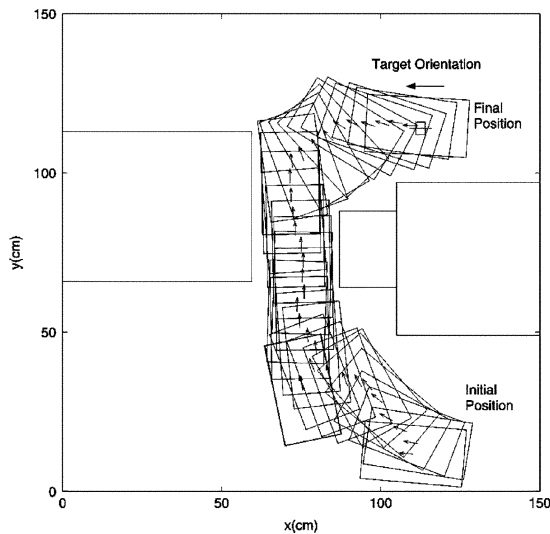 150
Target Orientation
Final
Position
100
y(cm)
50
Initial
Position
0
0
50
100
150
x(cm)